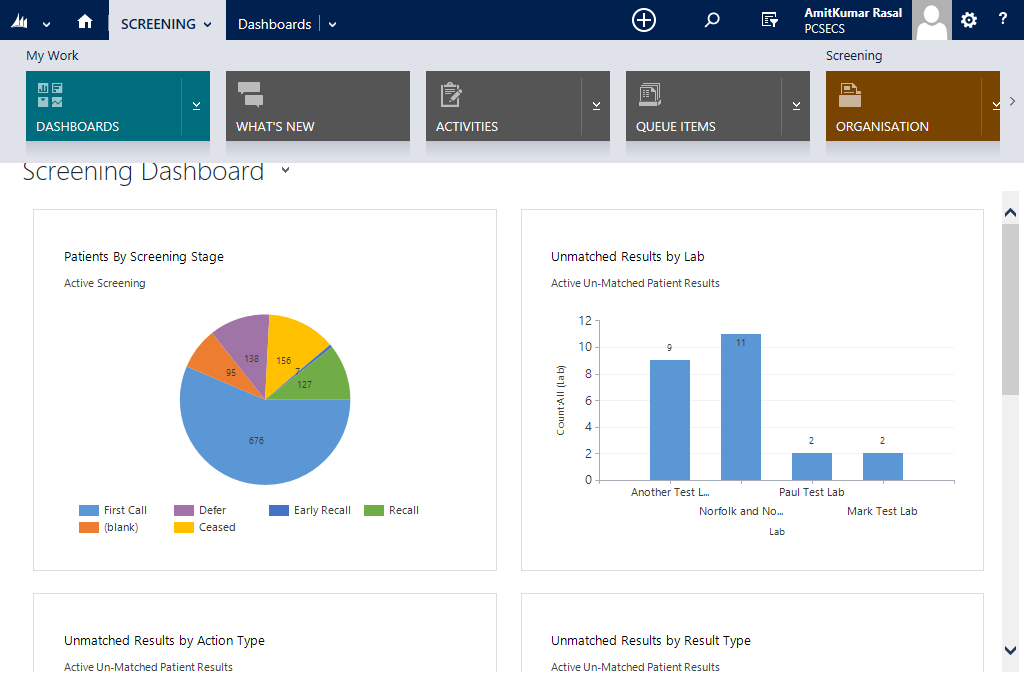 SCREENING
Dashboards
AmitKumar Rasal
PCSECS
?
My Work
Screening
DASHBOARDS
WHAT'S NEW
ACTIVITIES
QUEUE ITEMS
ORGANISATION
Screening Dashboard
Patients By Screening Stage
Active Screening
138
156
7
95
127
676
First Call
Defer
Early Recall
Recall
(blank)
Ceased
Unmatched Results by Lab
Active Un-Matched Patient Results
12
10
8
6
4
2
0
Count:All (Lab)
9
11
2
2
Another Test L...
Paul Test Lab
Norfolk and No...
Mark Test Lab
Lab
Unmatched Results by Action Type
Active Un-Matched Patient Results
Unmatched Results by Result Type
Active Un-Matched Patient Results